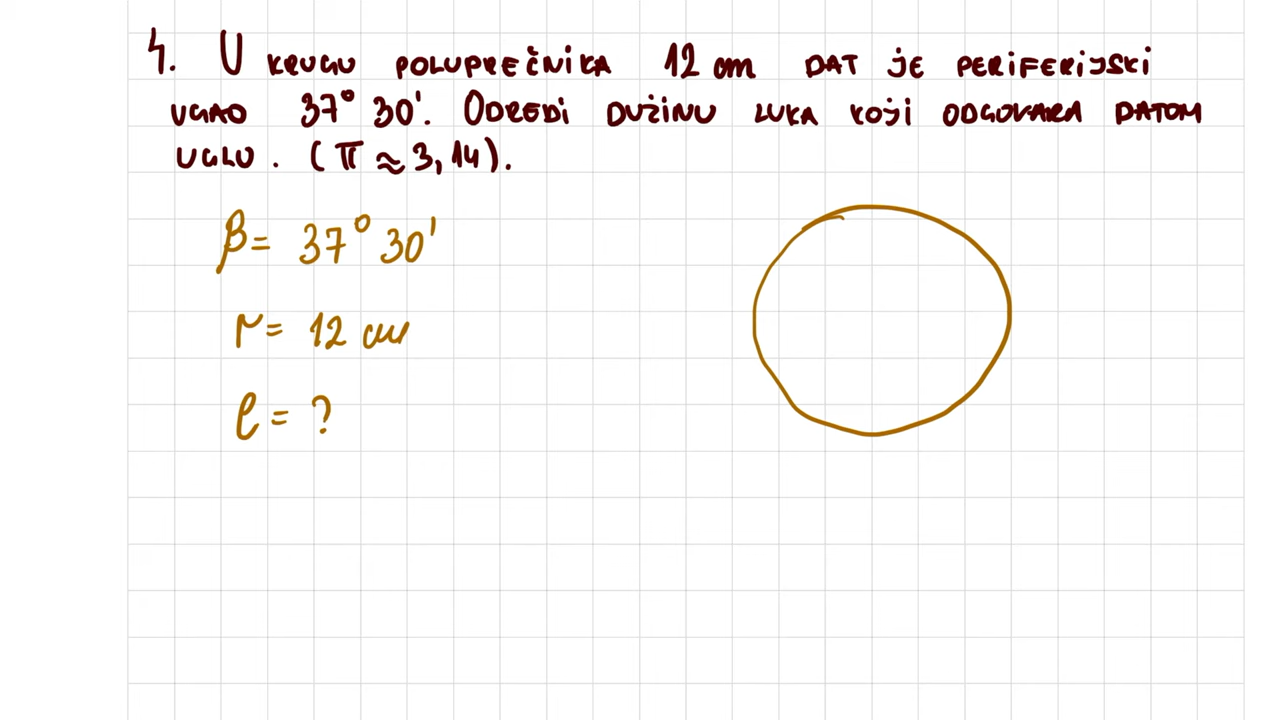 4. U KRUGU POLUPREČNIKA 12 cm DAT JE PERIFERIJSKI
UGAO 37° 30'. ODREDI DUŽINU LUKA KOJI ODGOVARA DATOM
UGLU. (π ≈ 3,14).
β = 37° 30'
r = 12 cm
l = ?